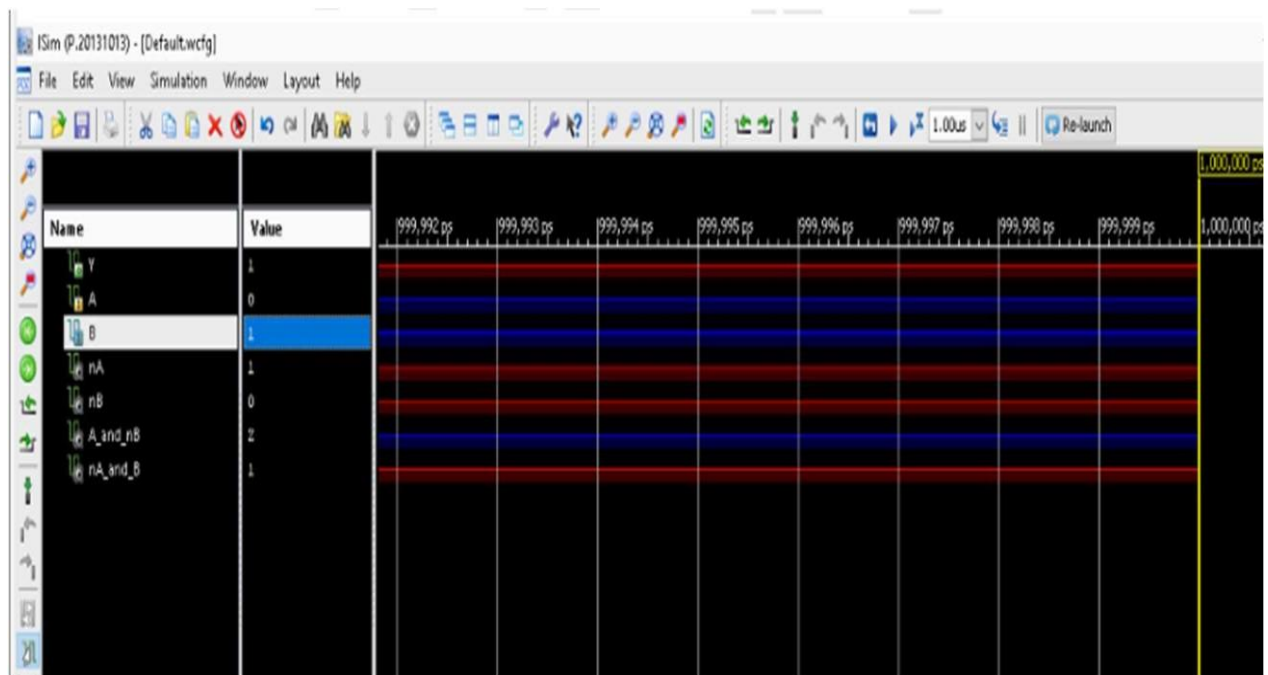 ISim (P.20131013) - [Default.wcfg]
File Edit View Simulation Window Layout Help
1.00us Re-launch
1,000,000 ps
Name Value 999,992 ps 999,993 ps 999,994 ps 999,995 ps 999,996 ps 999,997 ps 999,998 ps 999,999 ps 1,000,000 ps
Y 1
A 0
B 1
nA 1
nB 0
A_and_nB Z
nA_and_B 1